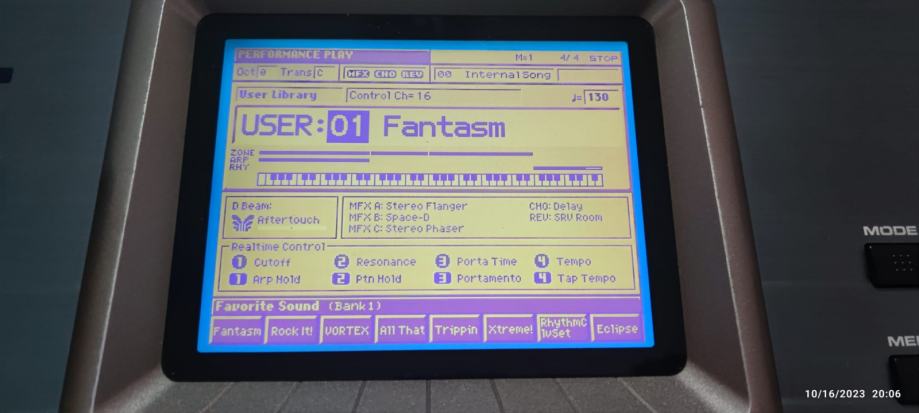 PERFORMANCE PLAY M=1 4/4 STOP
Oct 0 Trans C MFX CHO REV 00 InternalSong
User Library Control Ch= 16 ♩= 130
USER:01 Fantasm
ZONE
ARP
RHY
D Beam: MFX A: Stereo Flanger CHO: Delay
Aftertouch MFX B: Space-D REV: SRV Room
MFX C: Stereo Phaser
Realtime Control
1 Cutoff 2 Resonance 3 Porta Time 4 Tempo
1 Arp Hold 2 Ptn Hold 3 Portamento 4 Tap Tempo
Favorite Sound (Bank1)
Fantasm Rock It! VORTEX All That Trippin Xtreme! RhythmC 1vSet Eclipse
MODE
10/16/2023 20:06